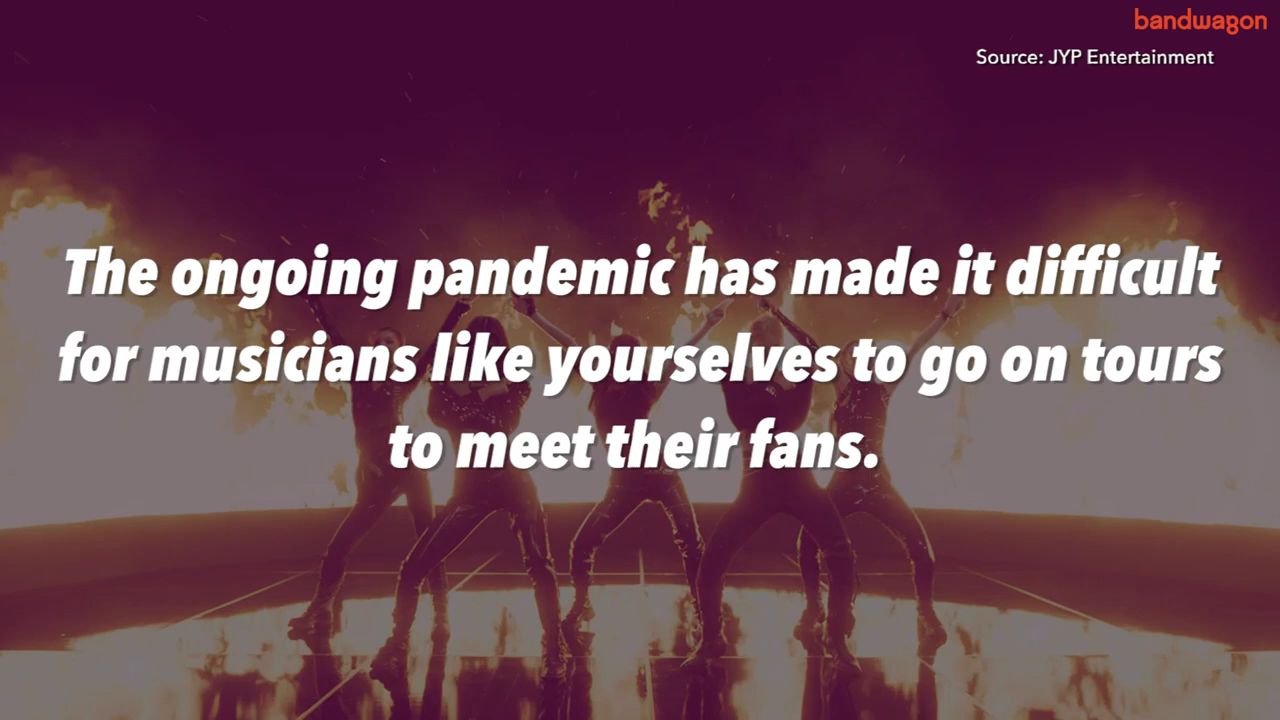 bandwagon
Source: JYP Entertainment
The ongoing pandemic has made it difficult
for musicians like yourselves to go on tours
to meet their fans.